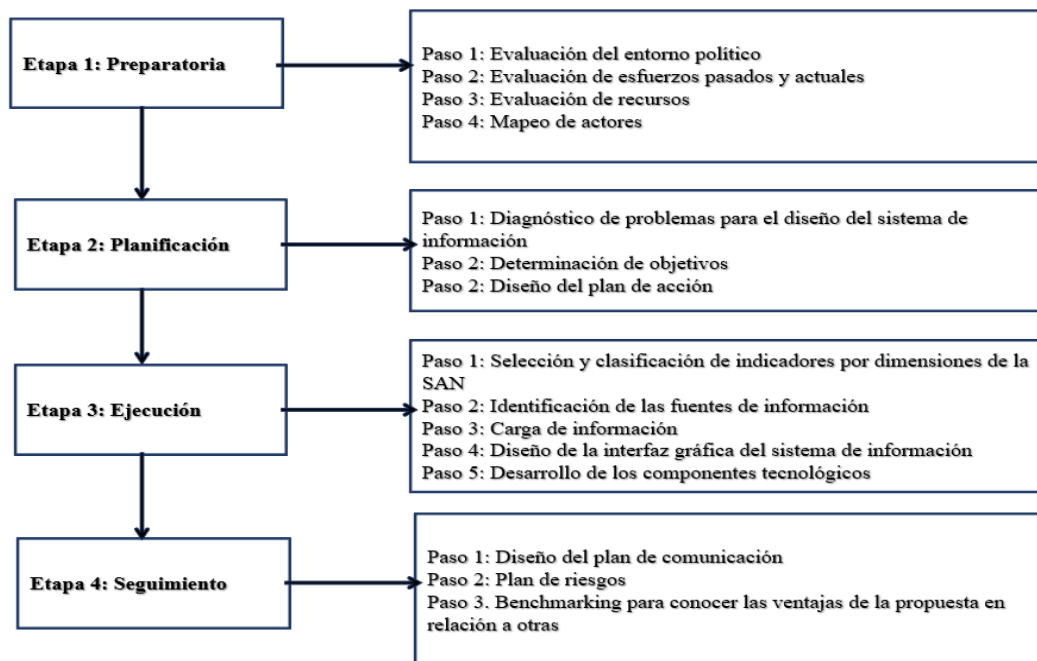 Etapa 1: Preparatoria
Paso 1: Evaluación del entorno político
Paso 2: Evaluación de esfuerzos pasados y actuales
Paso 3: Evaluación de recursos
Paso 4: Mapeo de actores
Etapa 2: Planificación
Paso 1: Diagnóstico de problemas para el diseño del sistema de
información
Paso 2: Determinación de objetivos
Paso 2: Diseño del plan de acción
Etapa 3: Ejecución
Paso 1: Selección y clasificación de indicadores por dimensiones de la
SAN
Paso 2: Identificación de las fuentes de información
Paso 3: Carga de información
Paso 4: Diseño de la interfaz gráfica del sistema de información
Paso 5: Desarrollo de los componentes tecnológicos
Etapa 4: Seguimiento
Paso 1: Diseño del plan de comunicación
Paso 2: Plan de riesgos
Paso 3. Benchmarking para conocer las ventajas de la propuesta en
relación a otras